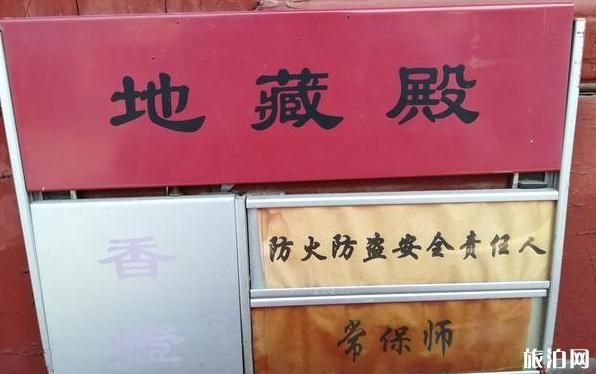 地藏殿
香
燈
防火防盗安全责任人
常保师
旅泊网